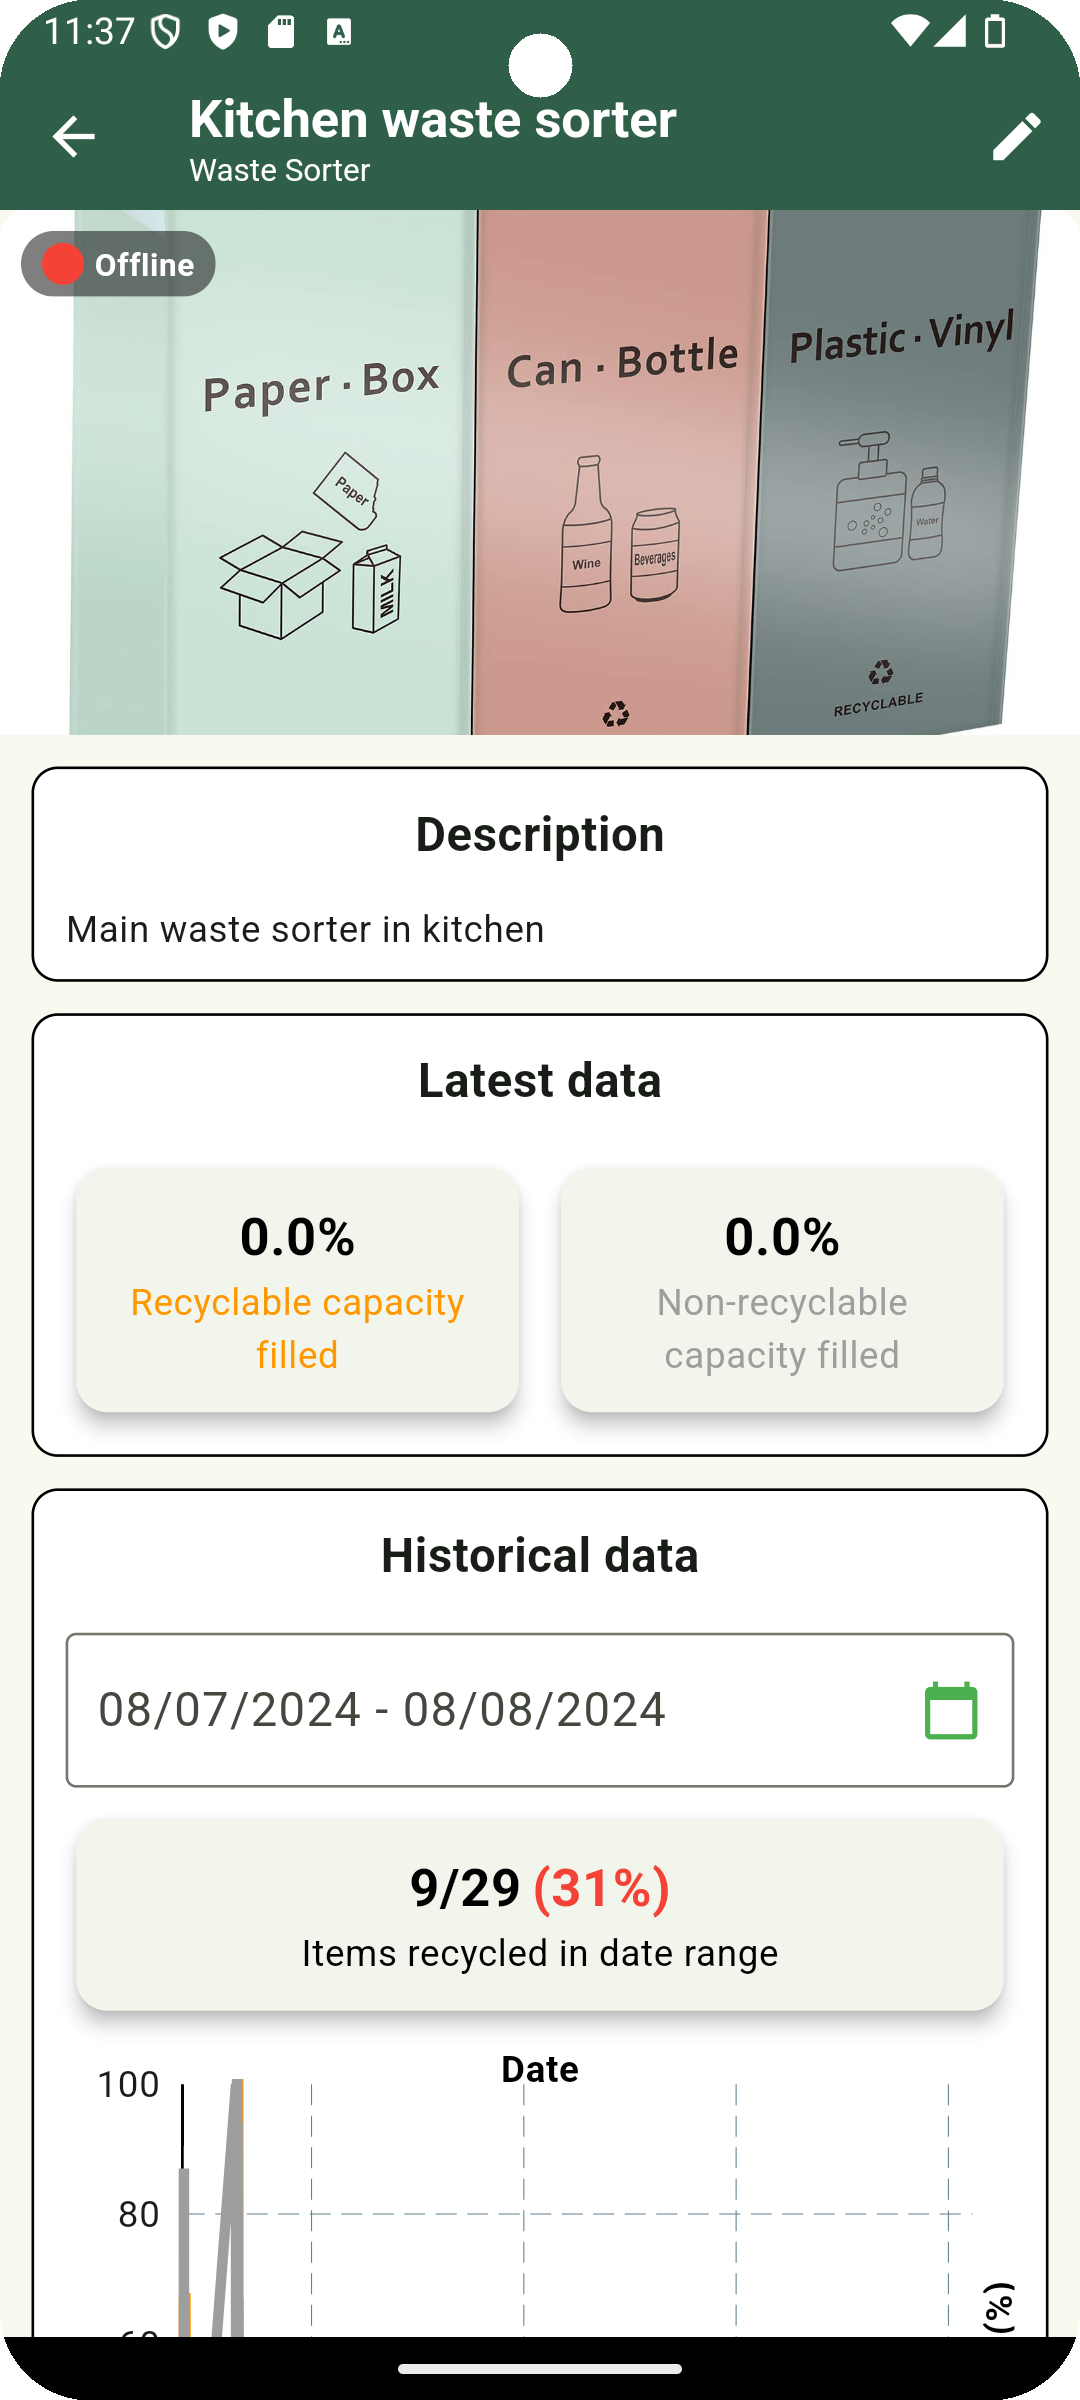 11:37
Kitchen waste sorter
Waste Sorter
Offline
Paper · Box
Can · Bottle
Plastic · Vinyl
Paper
MILK
Wine
Beverages
Water
RECYCLABLE
Description
Main waste sorter in kitchen
Latest data
0.0%
Recyclable capacity
filled
0.0%
Non-recyclable
capacity filled
Historical data
08/07/2024 - 08/08/2024
9/29 (31%)
Items recycled in date range
Date
100
80
60
(%)